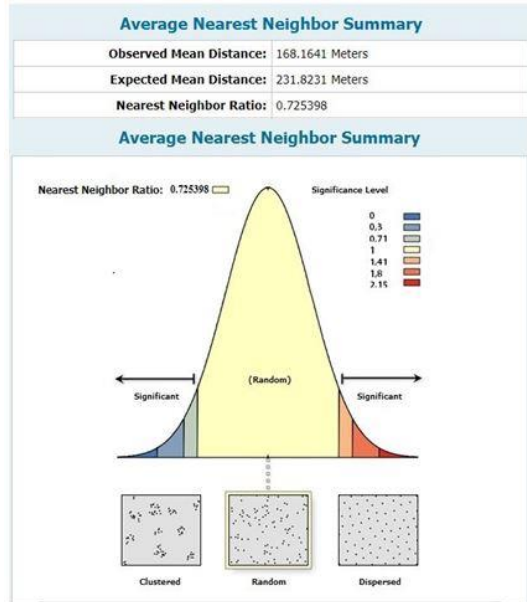 Average Nearest Neighbor Summary
Observed Mean Distance: 168.1641 Meters
Expected Mean Distance: 231.8231 Meters
Nearest Neighbor Ratio: 0.725398
Average Nearest Neighbor Summary
Nearest Neighbor Ratio: 0.725398
Significance Level
0
0,3
0.71
1
1,41
1,8
2.15
(Random)
Significant
Significant
Clustered
Random
Dispersed